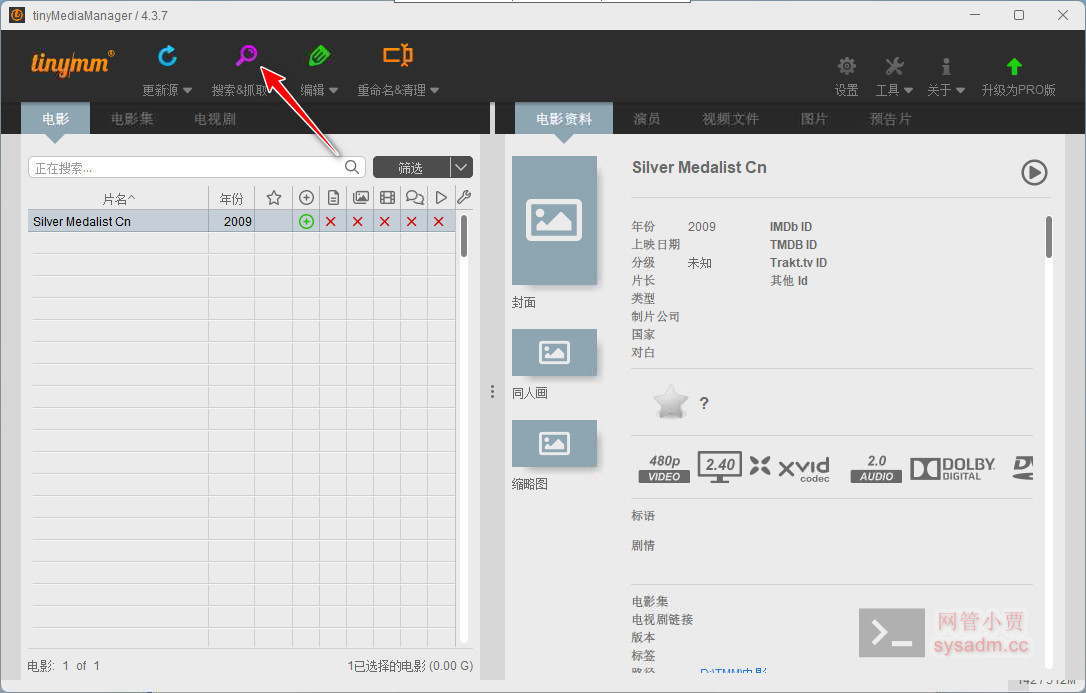 tinyMediaManager / 4.3.7
tinymm®
更新源
搜索&抓取
编辑
重命名&清理
设置
工具
关于
升级为PRO版
电影
电影集
电视剧
电影资料
演员
视频文件
图片
预告片
正在搜索...
筛选
片名^
年份
Silver Medalist Cn
2009
封面
同人画
缩略图
Silver Medalist Cn
年份 2009
IMDb ID
上映日期
TMDB ID
分级 未知
Trakt.tv ID
片长
其他 Id
类型
制片公司
国家
对白
?
480p
VIDEO
2.40
xvid
codec
2.0
AUDIO
DOLBY
DIGITAL
标语
剧情
电影集
电视剧链接
版本
标签
路径 D:\TMM\电影
电影: 1 of 1
1已选择的电影 (0.00 G)
网管小贾
sysadm.cc
142 / 512M